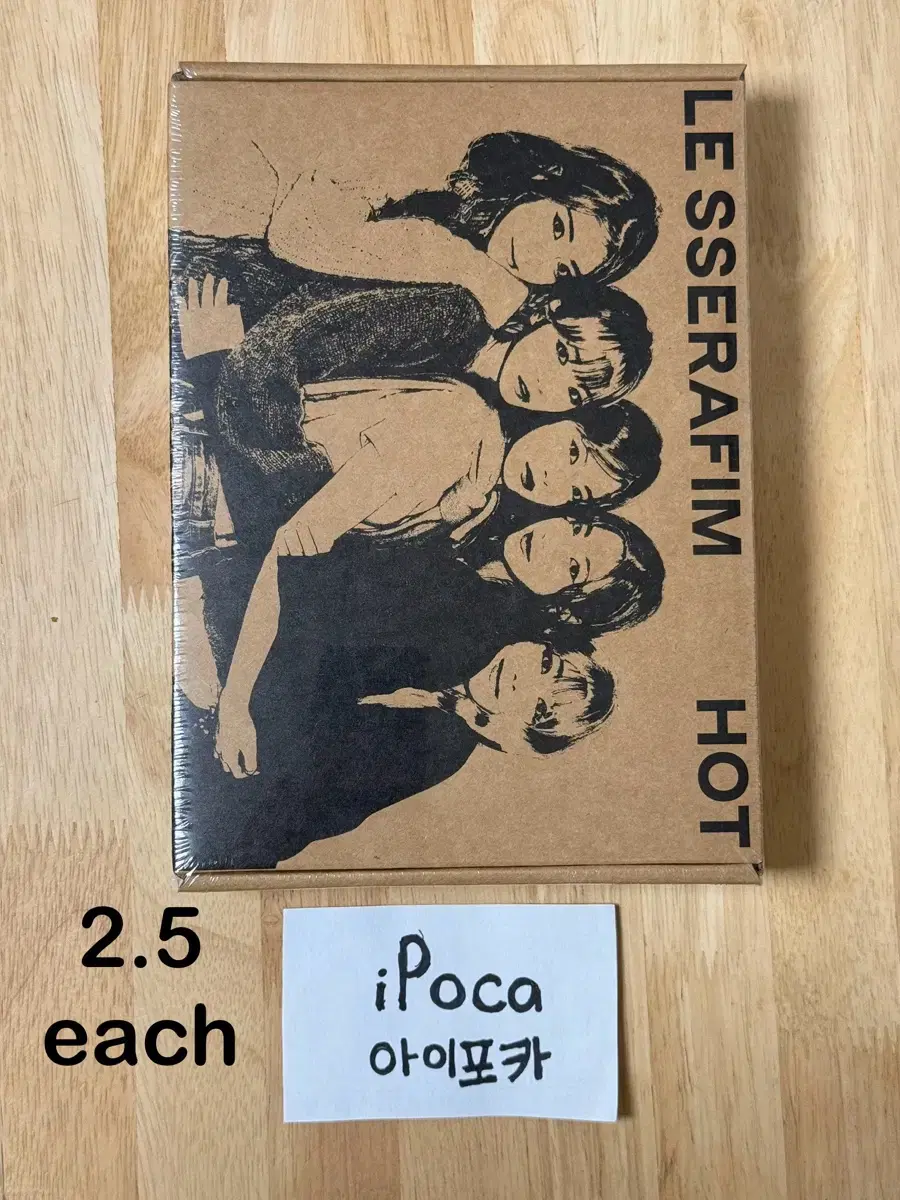 LE SSERAFIM HOT
2.5
each
iPoca
아이포카